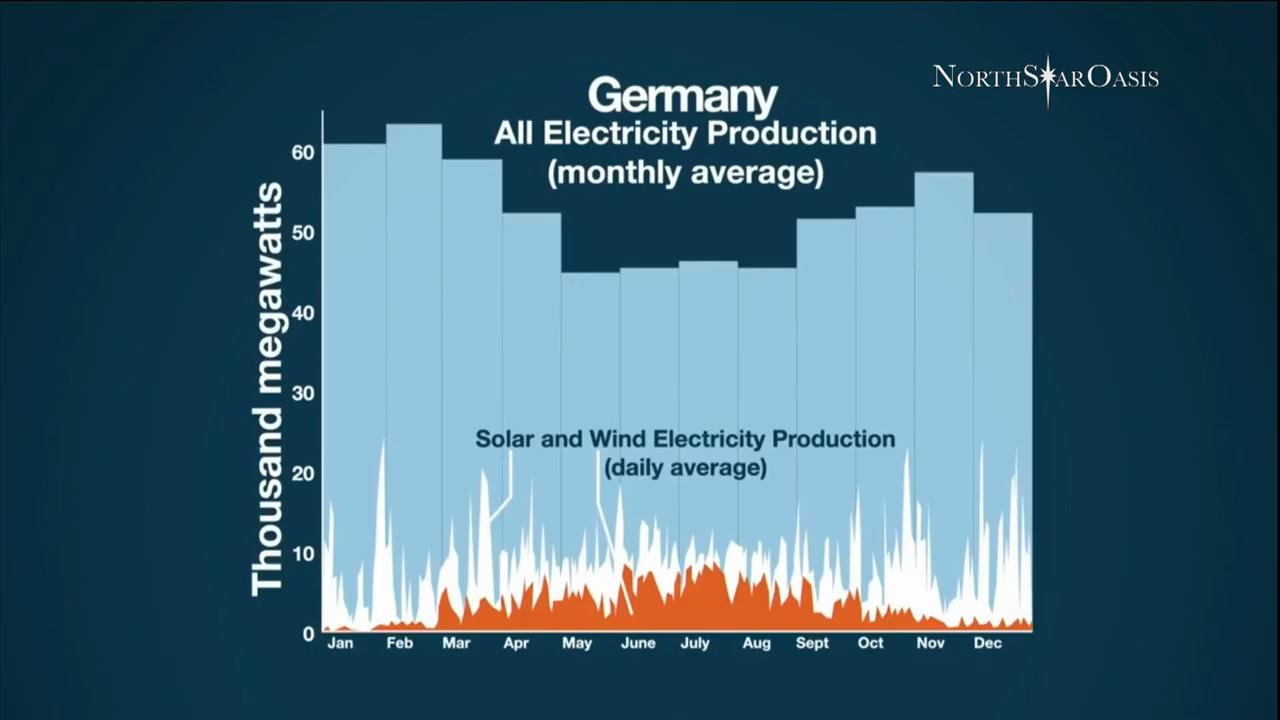 NORTHSTAROASIS
Germany
All Electricity Production
(monthly average)
Thousand megawatts
60
50
40
30
20
10
0
Solar and Wind Electricity Production
(daily average)
Jan Feb Mar Apr May June July Aug Sept Oct Nov Dec